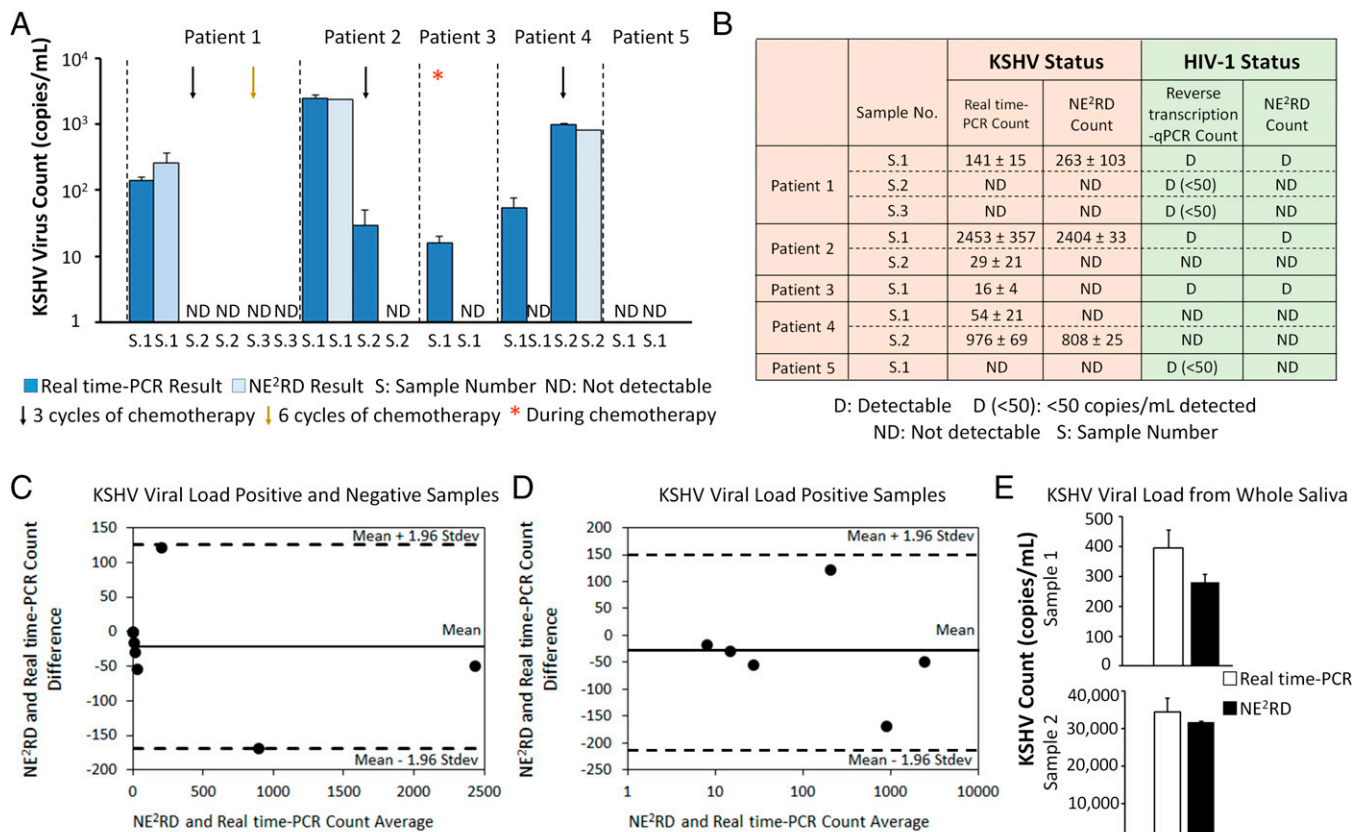 A
Patient 1 Patient 2 Patient 3 Patient 4 Patient 5
KSHV Virus Count (copies/mL)
10⁴
*
10³
10²
10
ND ND ND ND ND ND ND ND ND
1
S.1 S.1 S.2 S.2 S.3 S.3 S.1 S.1 S.2 S.2 S.1 S.1 S.1 S.1 S.2 S.2 S.1 S.1
Real time-PCR Result NE²RD Result S: Sample Number ND: Not detectable
↓ 3 cycles of chemotherapy ↓ 6 cycles of chemotherapy * During chemotherapy
B
KSHV Status HIV-1 Status
Sample No. Real time-PCR Count NE²RD Count Reverse transcription-qPCR Count NE²RD Count
Patient 1 S.1 141 ± 15 263 ± 103 D D
S.2 ND ND D (<50) ND
S.3 ND ND D (<50) ND
Patient 2 S.1 2453 ± 357 2404 ± 33 D D
S.2 29 ± 21 ND ND ND
Patient 3 S.1 16 ± 4 ND D D
Patient 4 S.1 54 ± 21 ND ND ND
S.2 976 ± 69 808 ± 25 ND ND
Patient 5 S.1 ND ND D (<50) ND
D: Detectable D (<50): <50 copies/mL detected
ND: Not detectable S: Sample Number
C
KSHV Viral Load Positive and Negative Samples
NE²RD and Real time-PCR Count
Difference
150
Mean + 1.96 Stdev
100
50
0
Mean
-50
-100
-150
Mean - 1.96 Stdev
-200
0 500 1000 1500 2000 2500
NE²RD and Real time-PCR Count Average
D
KSHV Viral Load Positive Samples
NE²RD and Real time-PCR Count
Difference
200
Mean + 1.96 Stdev
150
100
50
0
Mean
-50
-100
-150
-200
Mean - 1.96 Stdev
-250
1 10 100 1000 10000
NE²RD and Real time-PCR Count Average
E
KSHV Viral Load from Whole Saliva
KSHV Count (copies/mL)
Sample 1
500
400
300
200
100
0
Real time-PCR
NE²RD
Sample 2
40,000
30,000
20,000
10,000